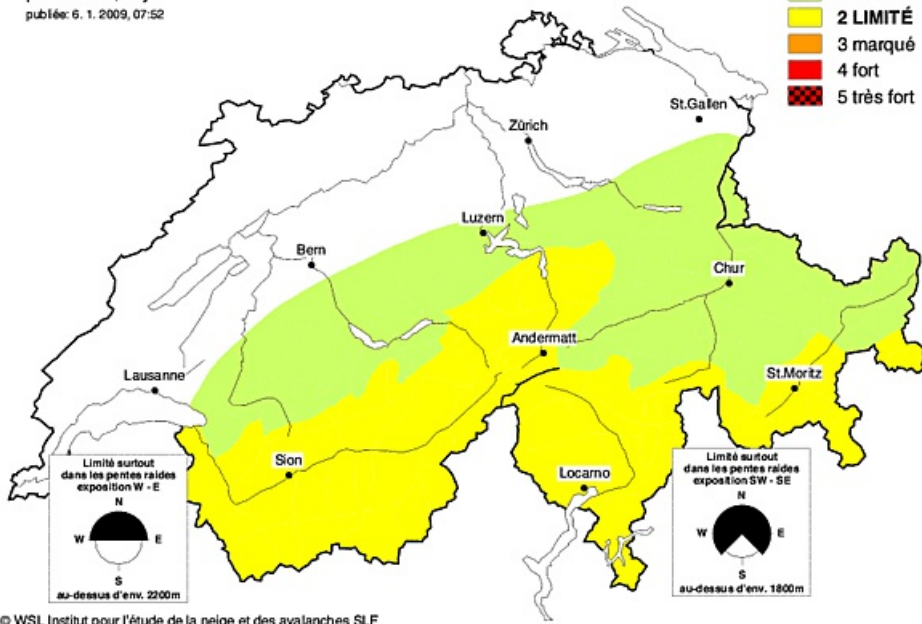 publiée: 6. 1. 2009, 07:52
2 LIMITÉ
3 marqué
4 fort
5 très fort
St.Gallen
Zürich
Luzern
Bern
Chur
Andermatt
Lausanne
St.Moritz
Sion
Locarno
Limité surtout
dans les pentes raides
exposition W - E
N
W E
S
au-dessus d'env. 2200m
Limité surtout
dans les pentes raides
exposition SW - SE
N
W E
S
au-dessus d'env. 1800m
© WSL Institut pour l'étude de la neige et des avalanches SLF